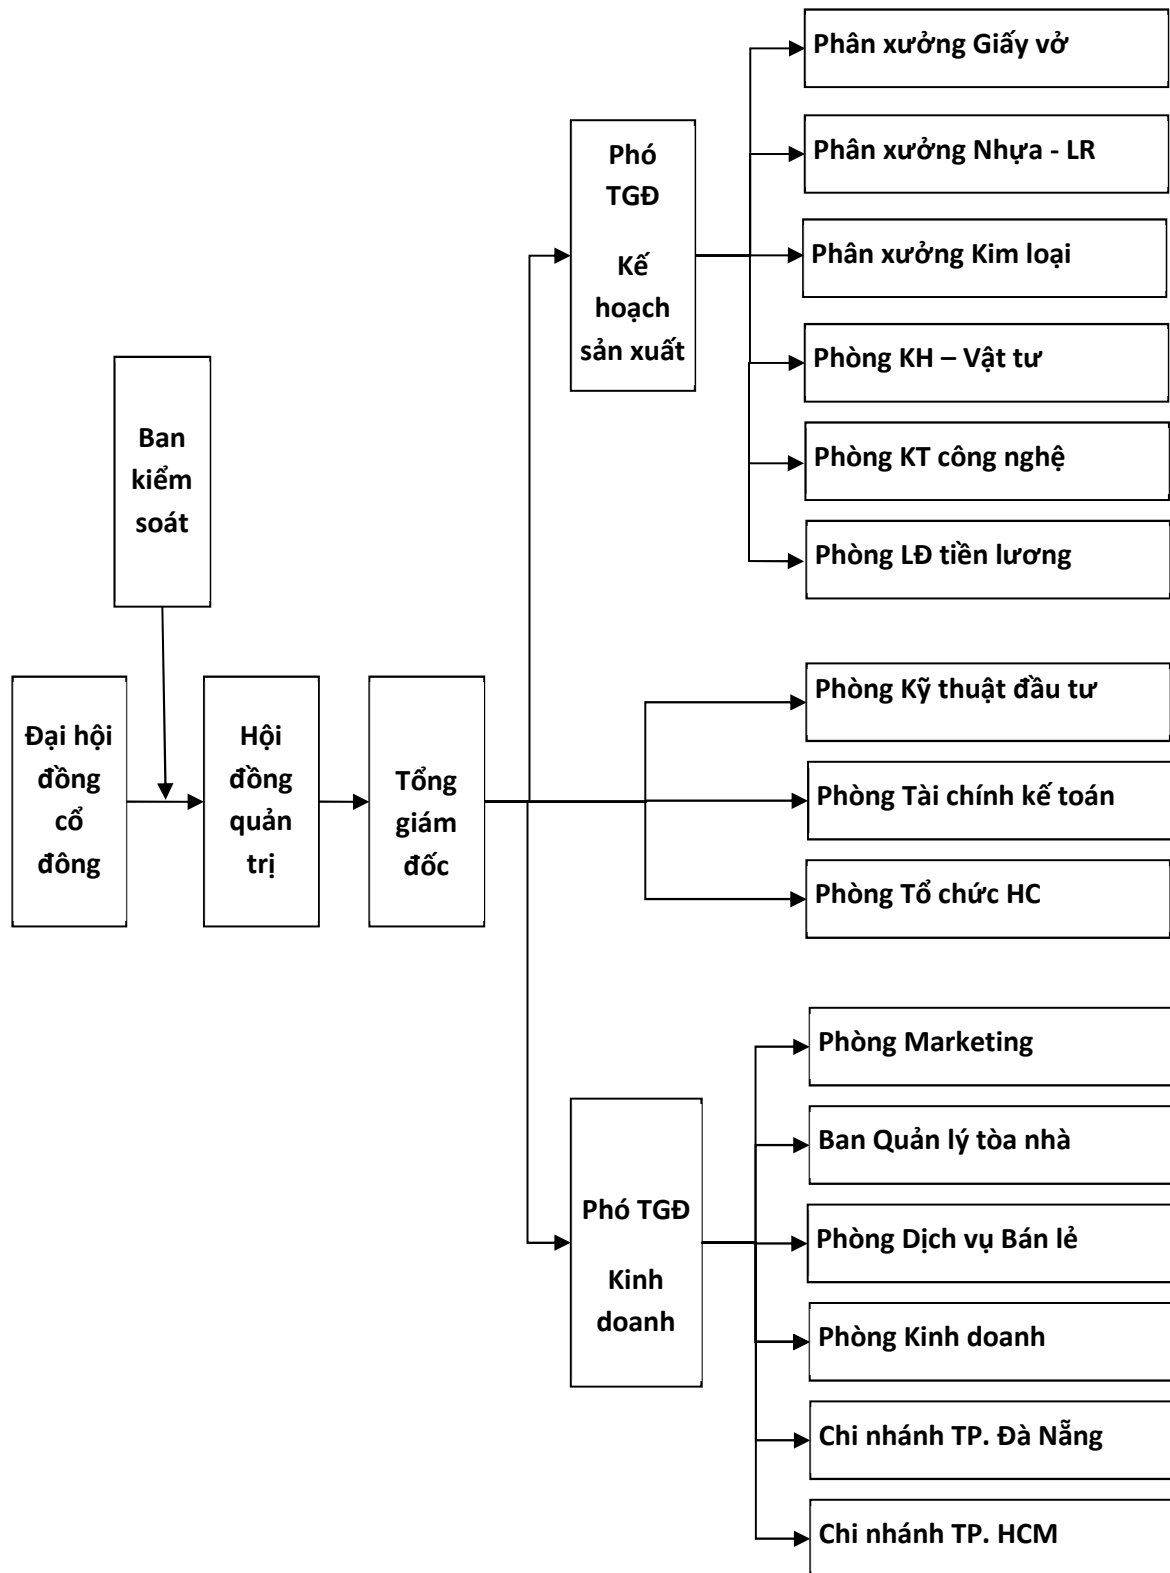 Đại hội
đồng
cổ
đông
Ban
kiểm
soát
Hội
đồng
quản
trị
Tổng
giám
đốc
Phó
TGĐ
Kế
hoạch
sản xuất
Phân xưởng Giấy vở
Phân xưởng Nhựa - LR
Phân xưởng Kim loại
Phòng KH – Vật tư
Phòng KT công nghệ
Phòng LĐ tiền lương
Phòng Kỹ thuật đầu tư
Phòng Tài chính kế toán
Phòng Tổ chức HC
Phó TGĐ
Kinh
doanh
Phòng Marketing
Ban Quản lý tòa nhà
Phòng Dịch vụ Bán lẻ
Phòng Kinh doanh
Chi nhánh TP. Đà Nẵng
Chi nhánh TP. HCM